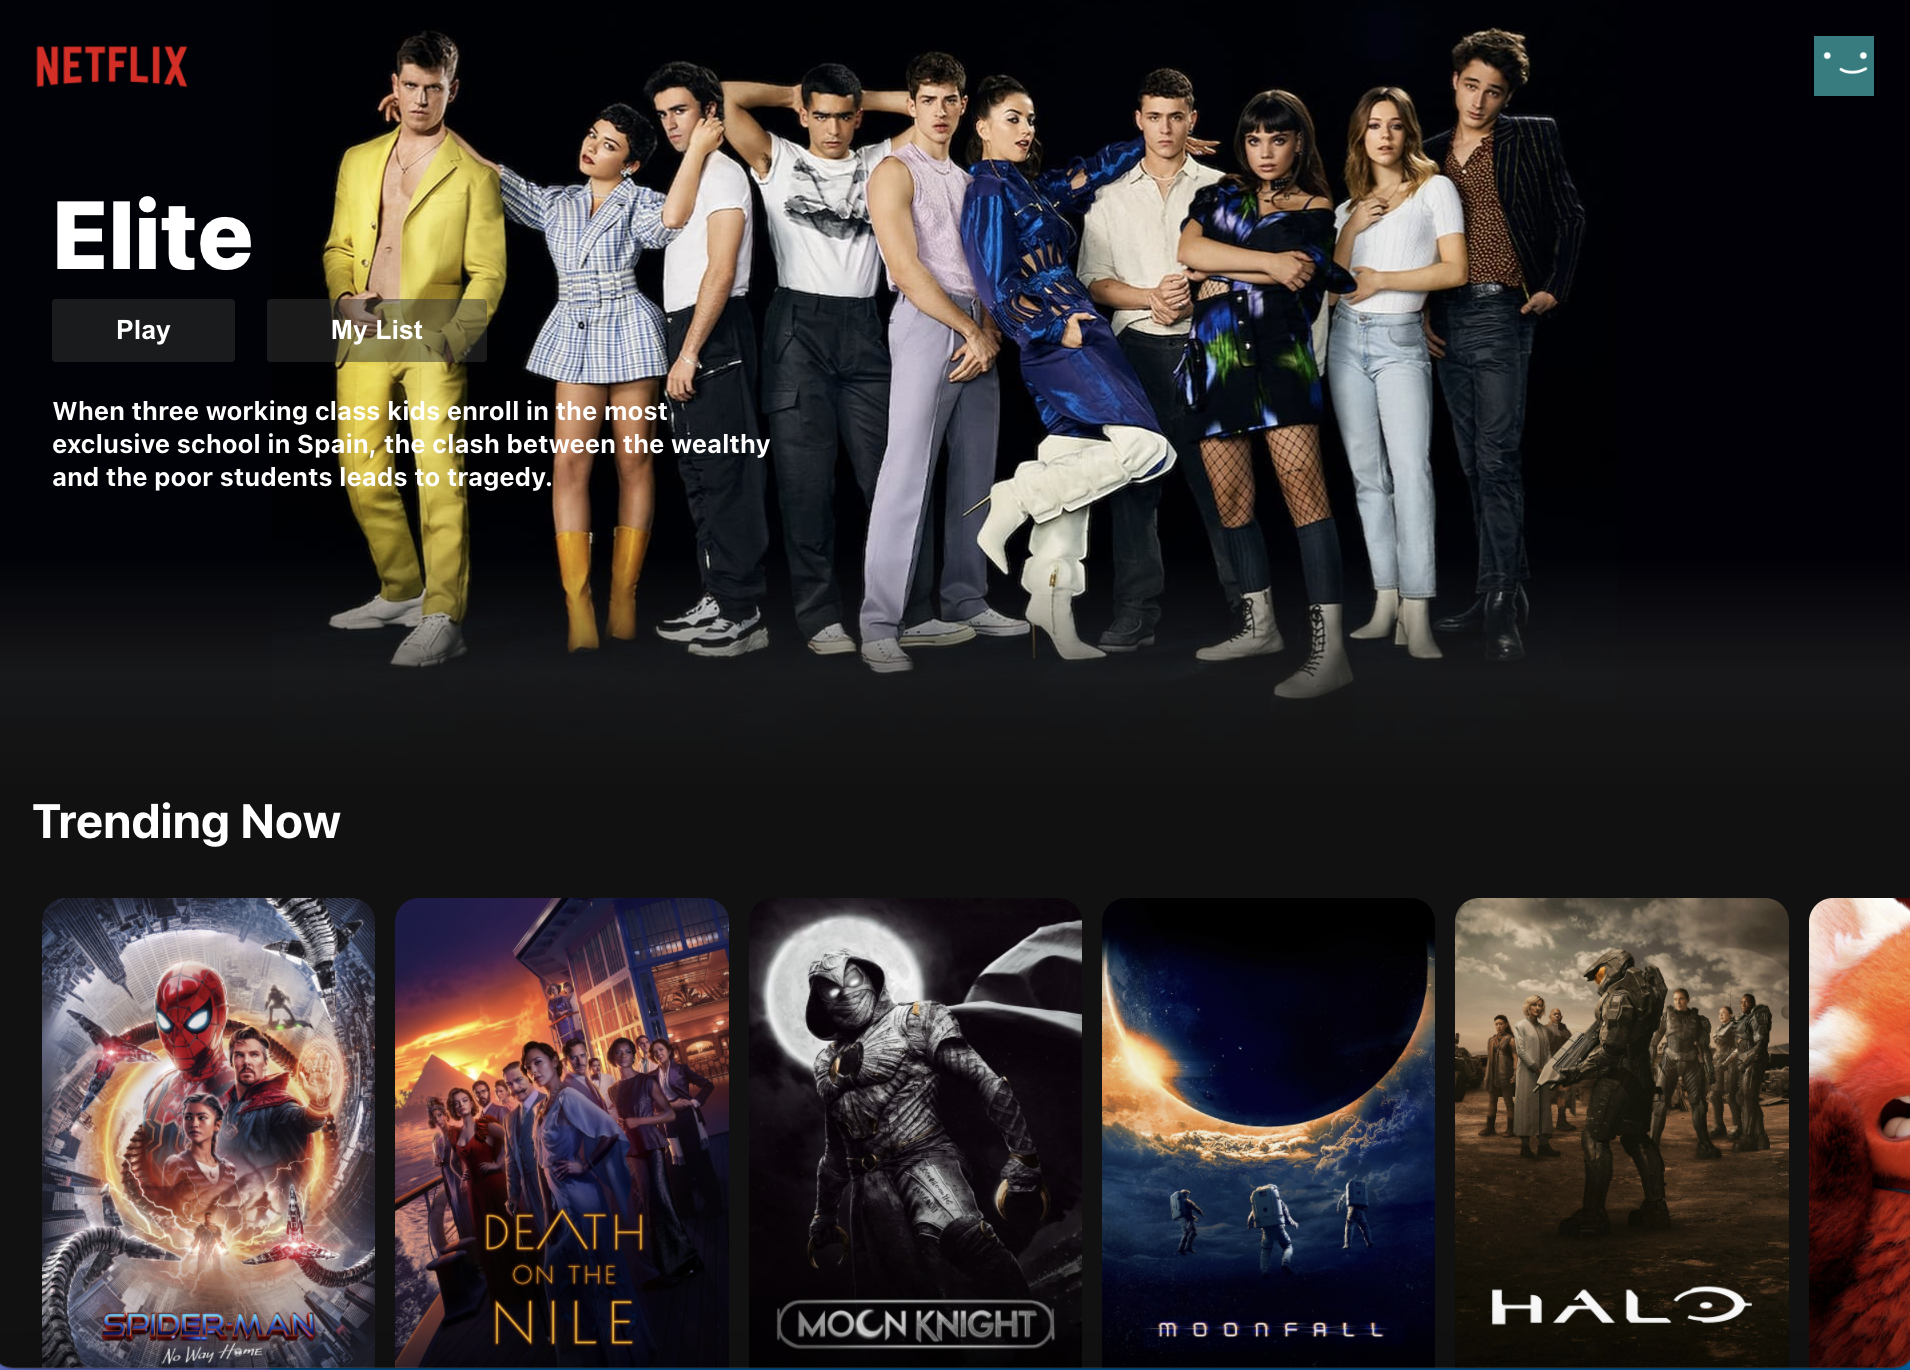 NETFLIX
Elite
Play
My List
When three working class kids enroll in the most
exclusive school in Spain, the clash between the wealthy
and the poor students leads to tragedy.
Trending Now
SPIDER-MAN
No Way Home
DEATH
ON THE
NILE
MOON KNIGHT
MOONFALL
HALO